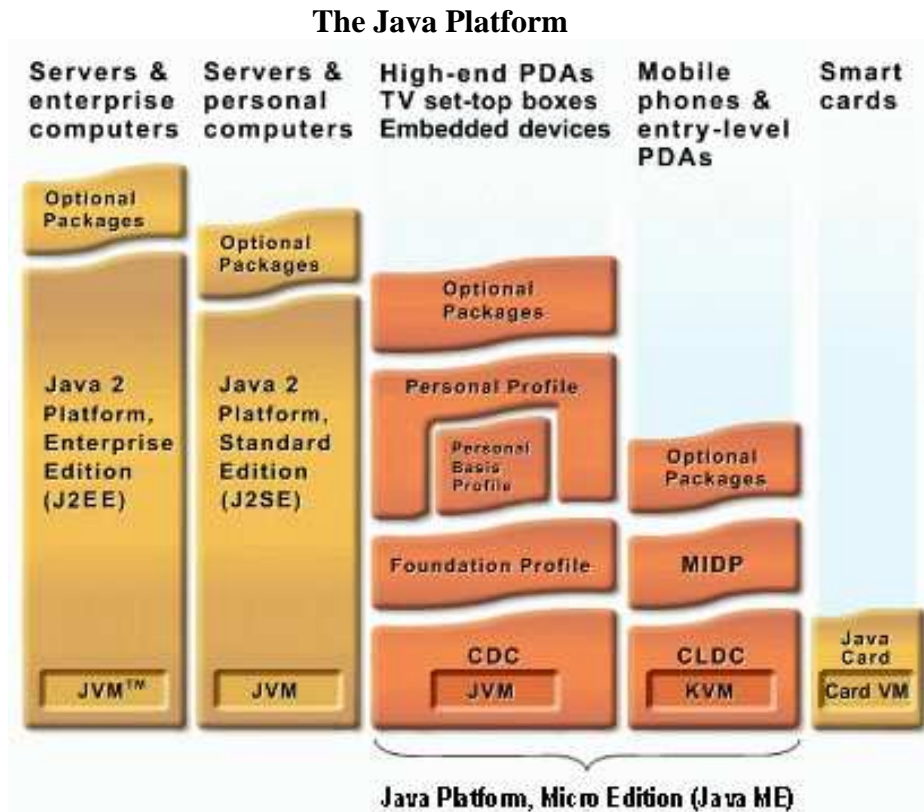 The Java Platform
Servers &
enterprise
computers
Servers &
personal
computers
High-end PDAs
TV set-top boxes
Embedded devices
Mobile
phones &
entry-level
PDAs
Smart
cards
Optional
Packages
Java 2
Platform,
Enterprise
Edition
(J2EE)
JVM™
Optional
Packages
Java 2
Platform,
Standard
Edition
(J2SE)
JVM
Optional
Packages
Personal Profile
Personal
Basis
Profile
Foundation Profile
CDC
JVM
Optional
Packages
MIDP
CLDC
KVM
Java
Card
Card VM
Java Platform, Micro Edition (Java ME)